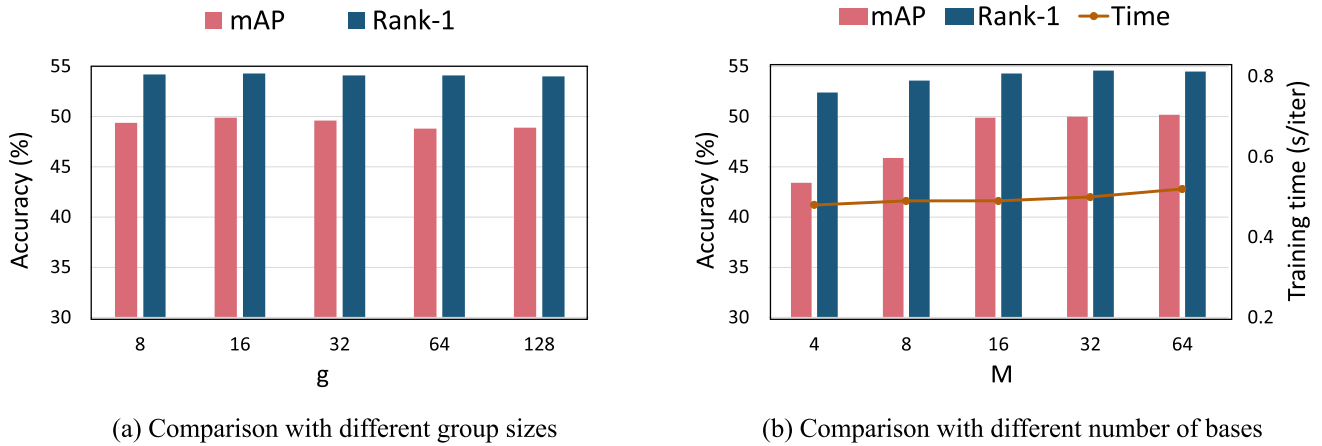 mAP Rank-1
55
50
45
40
35
30
Accuracy (%)
8 16 32 64 128
g
(a) Comparison with different group sizes
mAP Rank-1 Time
55
50
45
40
35
30
Accuracy (%)
0.8
0.6
0.4
0.2
Training time (s/iter)
4 8 16 32 64
M
(b) Comparison with different number of bases